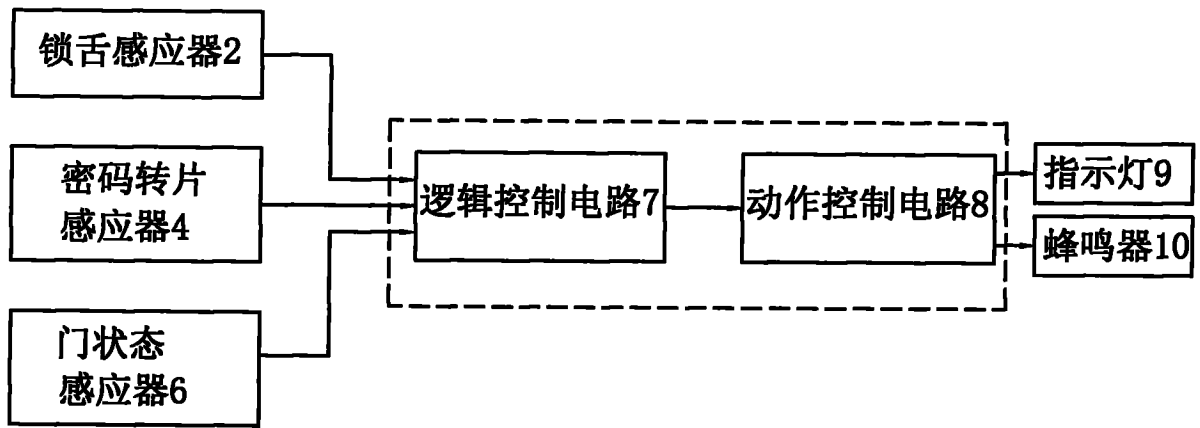 锁舌感应器2
密码转片
感应器4
门状态
感应器6
逻辑控制电路7
动作控制电路8
指示灯9
蜂鸣器10